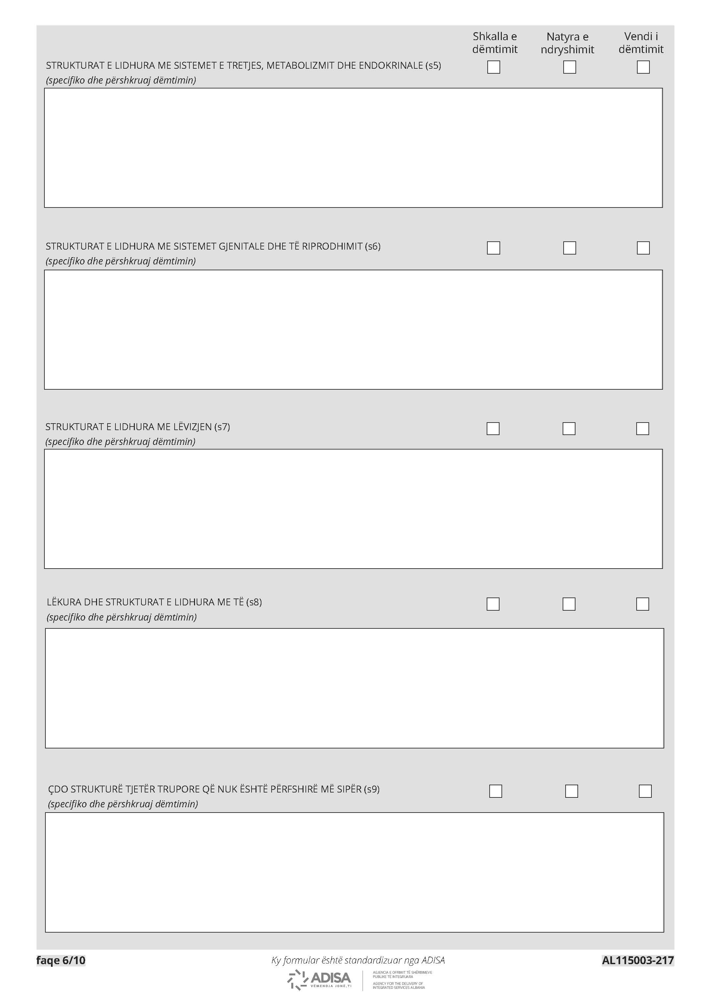 Shkalla e Natyra e Vendi i
dëmtimit ndryshimit dëmtimit
STRUKTURAT E LIDHURA ME SISTEMET E TRETJES, METABOLIZMIT DHE ENDOKRINALE (s5)
(specifiko dhe përshkruaj dëmtimin)
STRUKTURAT E LIDHURA ME SISTEMET GJENITALE DHE TË RIPRODHIMIT (s6)
(specifiko dhe përshkruaj dëmtimin)
STRUKTURAT E LIDHURA ME LËVIZJEN (s7)
(specifiko dhe përshkruaj dëmtimin)
LËKURA DHE STRUKTURAT E LIDHURA ME TË (s8)
(specifiko dhe përshkruaj dëmtimin)
ÇDO STRUKTURË TJETËR TRUPORE QË NUK ËSHTË PËRFSHIRË MË SIPËR (s9)
(specifiko dhe përshkruaj dëmtimin)
faqe 6/10 Ky formular është standardizuar nga ADISA AL115003-217
ADISA
VËMENDJA JONË, TI
AGJENCIA E OFRIMIT TË SHËRBIMEVE
PUBLIKE TË INTEGRUARA
AGENCY FOR THE DELIVERY OF
INTEGRATED SERVICES ALBANIA